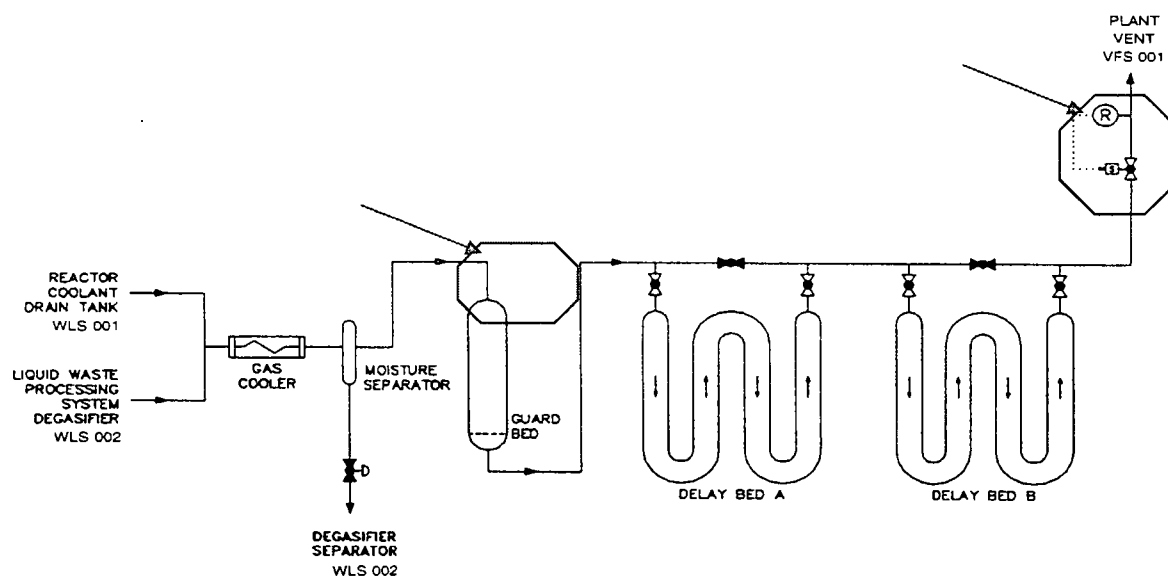 PLANT
VENT
VFS 001
R
S
REACTOR
COOLANT
DRAIN TANK
WLS 001
LIQUID WASTE
PROCESSING
SYSTEM
DEGASIFIER
WLS 002
GAS
COOLER
MOISTURE
SEPARATOR
D
DEGASIFIER
SEPARATOR
WLS 002
GUARD
BED
DELAY BED A
DELAY BED B